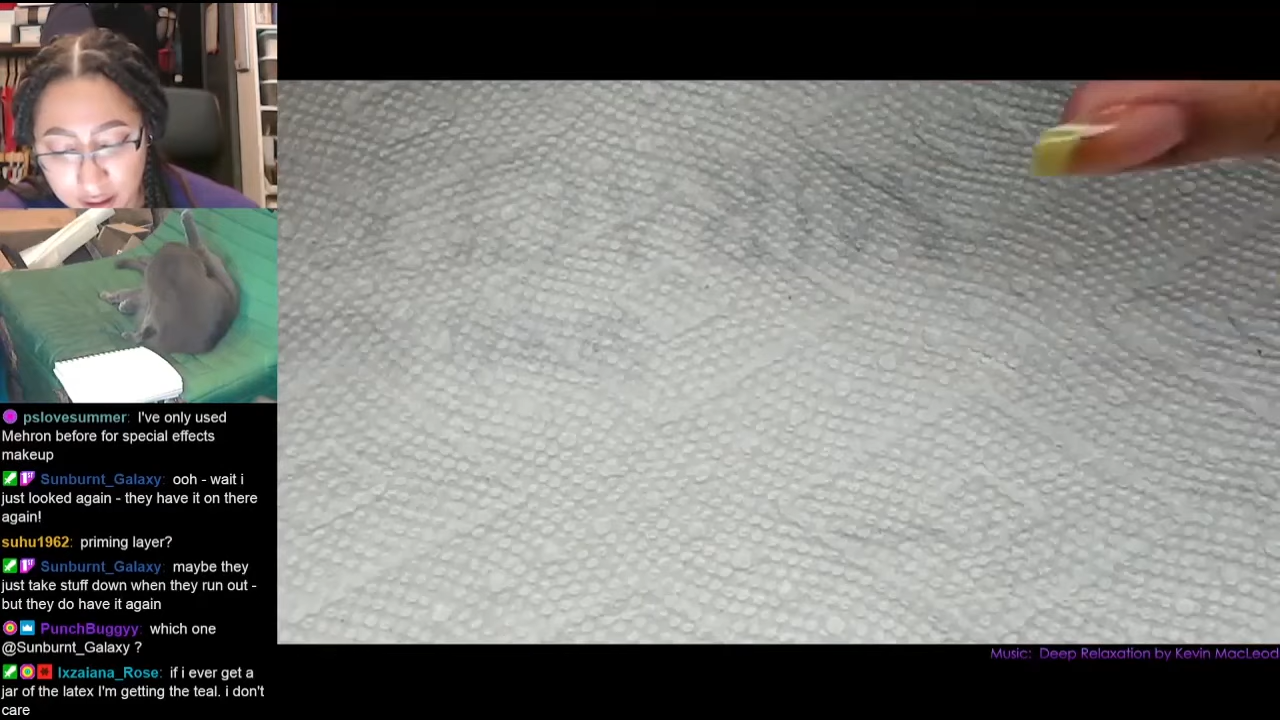 pslovesummer: I've only used
Mehron before for special effects
makeup
Sunburnt_Galaxy: ooh - wait i
just looked again - they have it on there
again!
suhu1962: priming layer?
Sunburnt_Galaxy: maybe they
just take stuff down when they run out -
but they do have it again
PunchBuggyy: which one
@Sunburnt_Galaxy ?
Ixzaiana_Rose: if i ever get a
jar of the latex I'm getting the teal. i don't
care
Music: Deep Relaxation by Kevin MacLeod